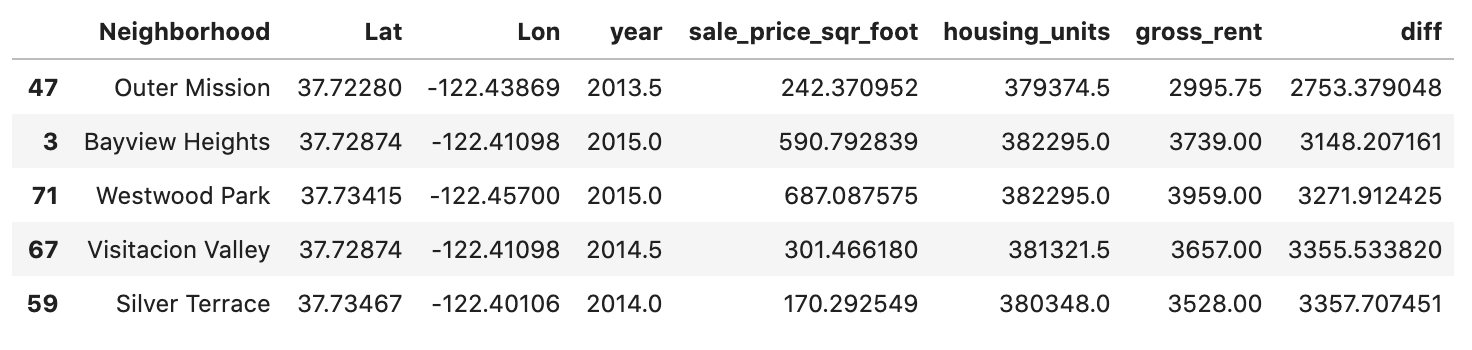 Neighborhood Lat Lon year sale_price_sqr_foot housing_units gross_rent diff
47 Outer Mission 37.72280 -122.43869 2013.5 242.370952 379374.5 2995.75 2753.379048
3 Bayview Heights 37.72874 -122.41098 2015.0 590.792839 382295.0 3739.00 3148.207161
71 Westwood Park 37.73415 -122.45700 2015.0 687.087575 382295.0 3959.00 3271.912425
67 Visitacion Valley 37.72874 -122.41098 2014.5 301.466180 381321.5 3657.00 3355.533820
59 Silver Terrace 37.73467 -122.40106 2014.0 170.292549 380348.0 3528.00 3357.707451